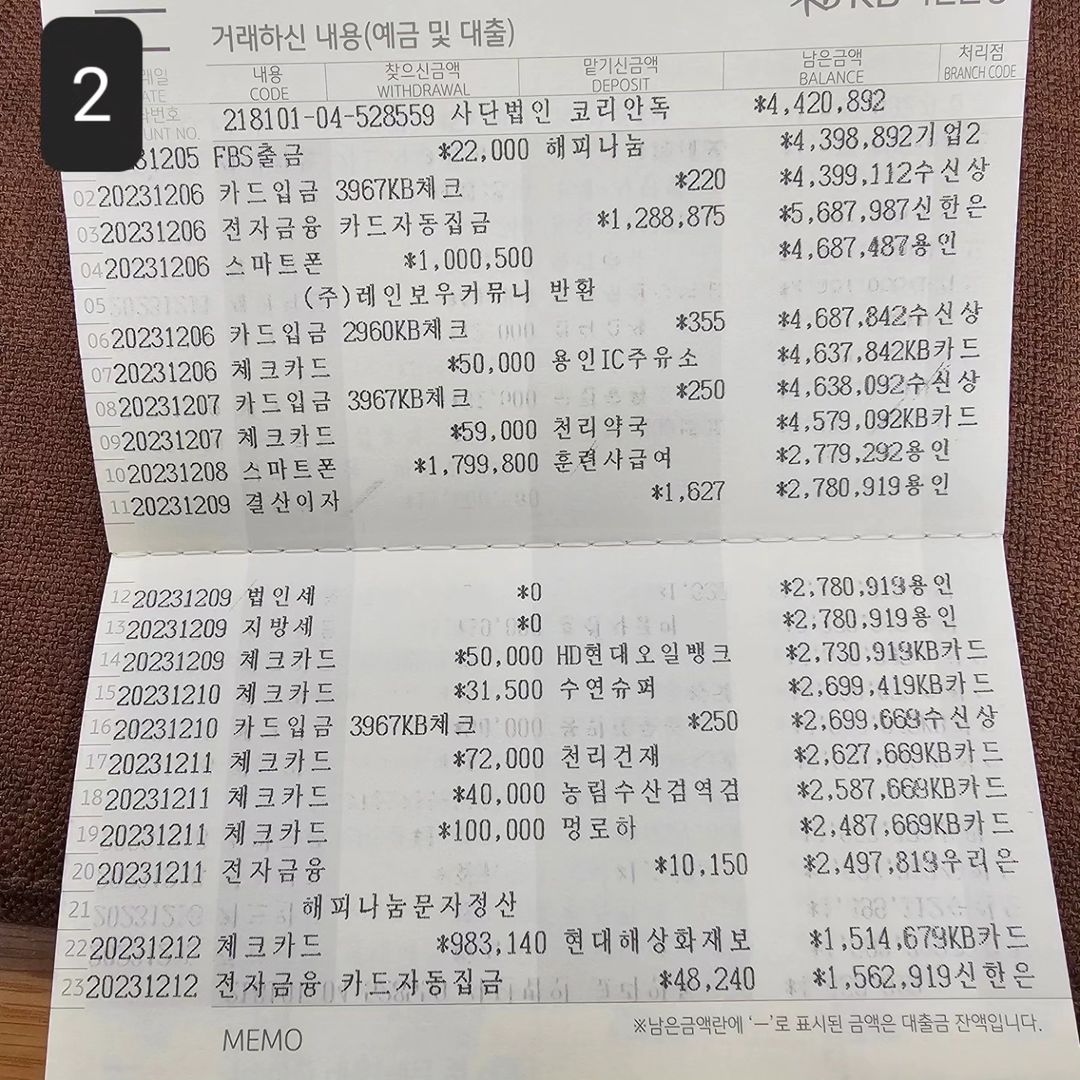 2
거래하신 내용(예금 및 대출)
내용 찾으신금액 맡기신금액 남은금액 처리점
CODE WITHDRAWAL DEPOSIT BALANCE BRANCH CODE
218101-04-528559 사단법인 코리안독 *4,420,892
FBS출금 *22,000 해피나눔 *4,398,892기업2
02 20231206 카드입금 3967KB체크 *220 *4,399,112수신상
03 20231206 전자금융 카드자동집금 *1,288,875 *5,687,987신한은
04 20231206 스마트폰 *1,000,500 *4,687,487용인
05 (주)레인보우커뮤니 반환
06 20231206 카드입금 2960KB체크 *355 *4,687,842수신상
07 20231206 체크카드 *50,000 용인IC주유소 *4,637,842KB카드
08 20231207 카드입금 3967KB체크 *250 *4,638,092수신상
09 20231207 체크카드 *59,000 천리약국 *4,579,092KB카드
10 20231208 스마트폰 *1,799,800 훈련사급여 *2,779,292용인
11 20231209 결산이자 *1,627 *2,780,919용인
12 20231209 법인세 *0 *2,780,919용인
13 20231209 지방세 *0 *2,780,919용인
14 20231209 체크카드 *50,000 HD현대오일뱅크 *2,730,919KB카드
15 20231210 체크카드 *31,500 수연슈퍼 *2,699,419KB카드
16 20231210 카드입금 3967KB체크 *250 *2,699,669수신상
17 20231211 체크카드 *72,000 천리건재 *2,627,669KB카드
18 20231211 체크카드 *40,000 농림수산검역검 *2,587,669KB카드
19 20231211 체크카드 *100,000 멍로하 *2,487,669KB카드
20 20231211 전자금융 *10,150 *2,497,819우리은
21 해피나눔문자정산
22 20231212 체크카드 *983,140 현대해상화재보 *1,514,679KB카드
23 20231212 전자금융 카드자동집금 *48,240 *1,562,919신한은
※남은금액란에 '－'로 표시된 금액은 대출금 잔액입니다.
MEMO